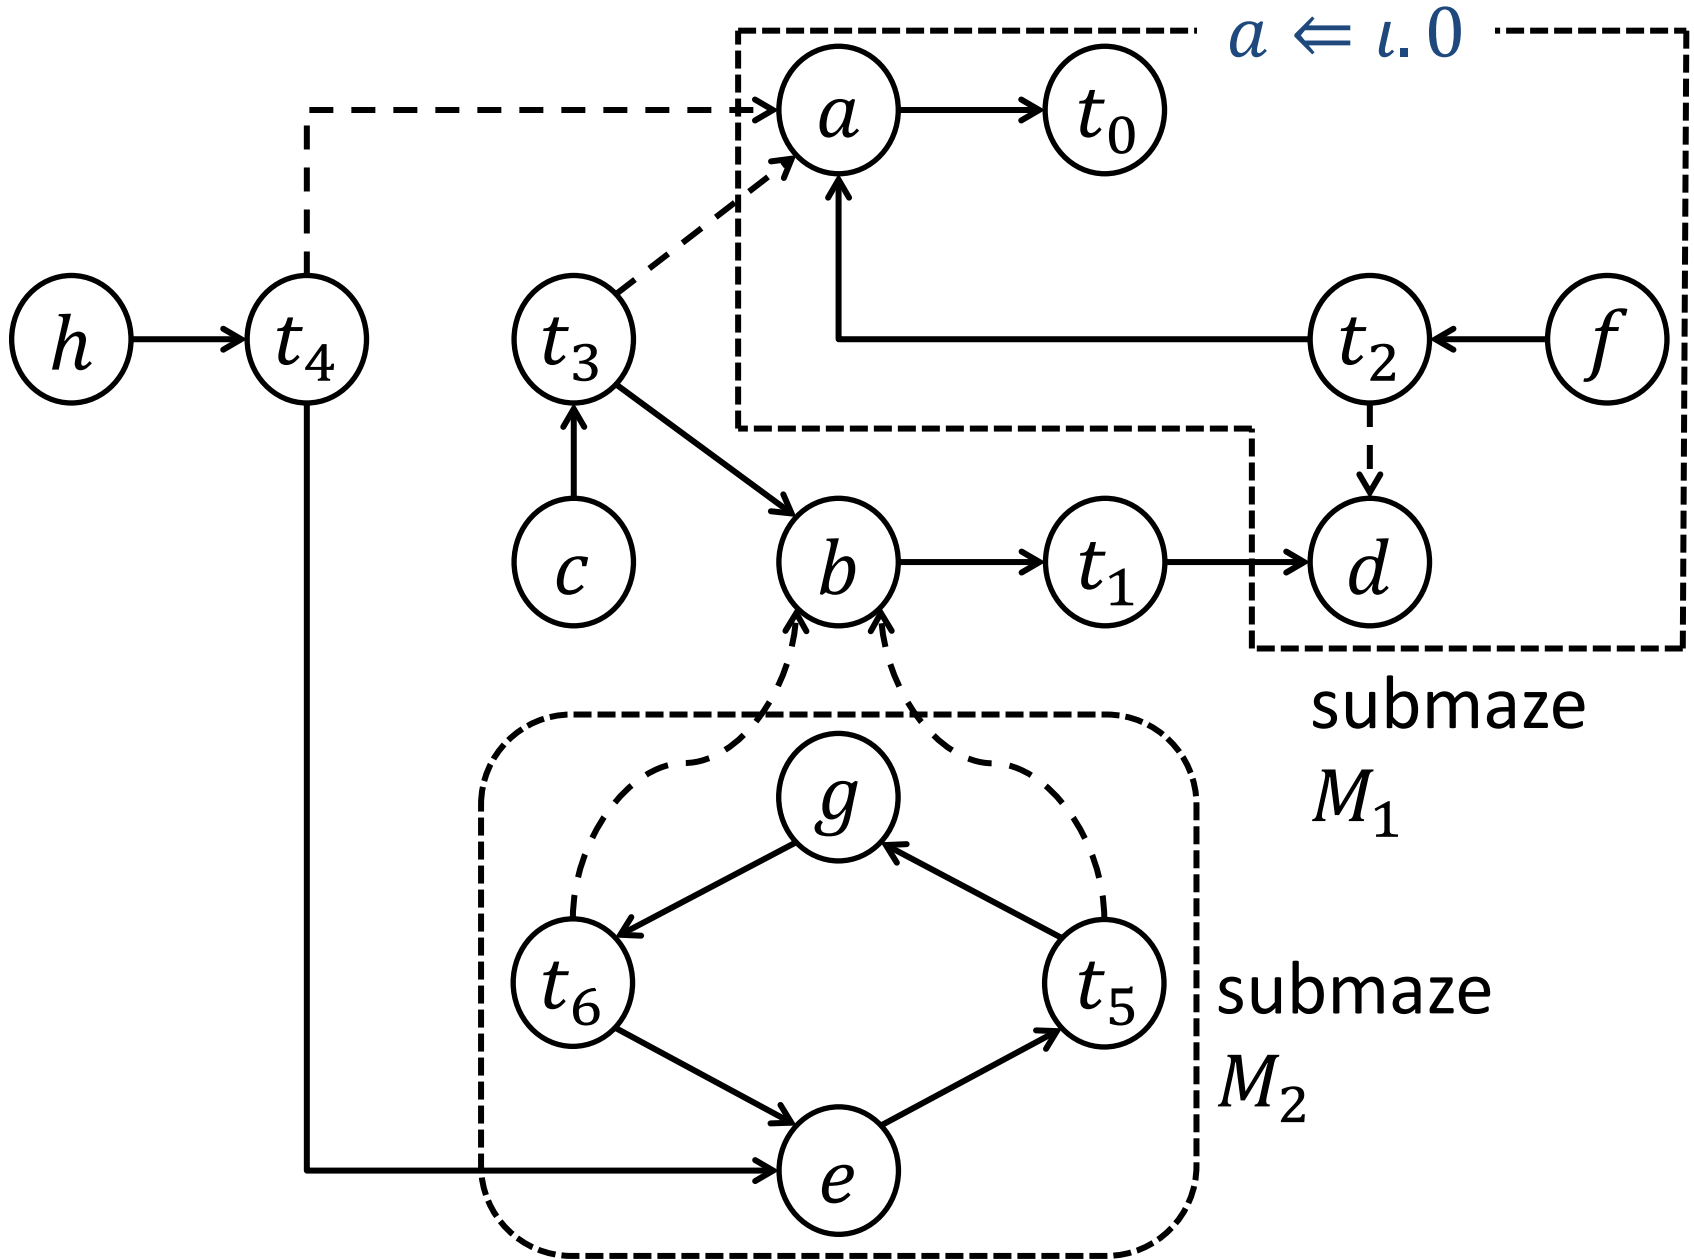 a ⇐ ι. 0
a
t₀
h
t₄
t₃
t₂
f
c
b
t₁
d
submaze
M₁
g
t₆
t₅
submaze
M₂
e